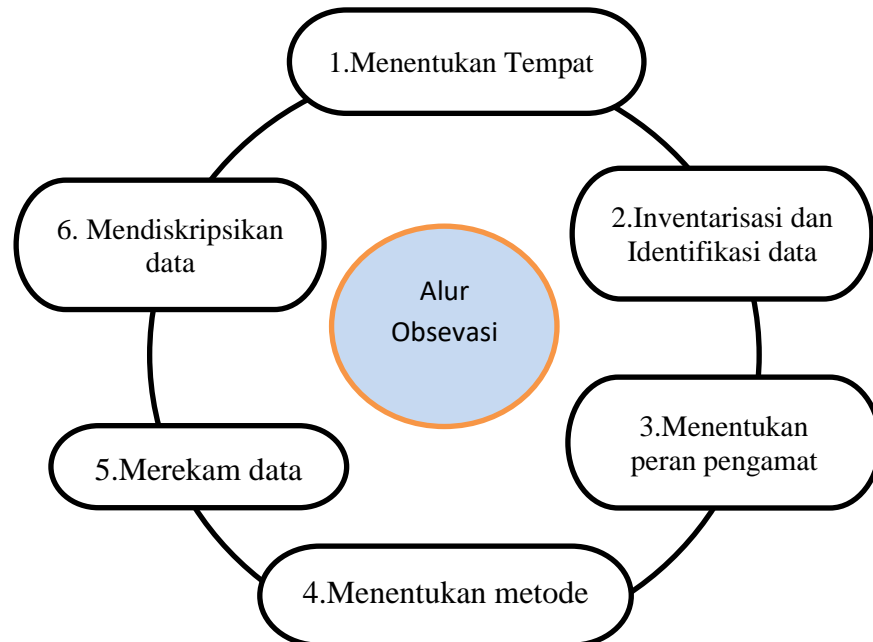 1.Menentukan Tempat
2.Inventarisasi dan
Identifikasi data
3.Menentukan
peran pengamat
4.Menentukan metode
5.Merekam data
6. Mendiskripsikan
data
Alur
Obsevasi